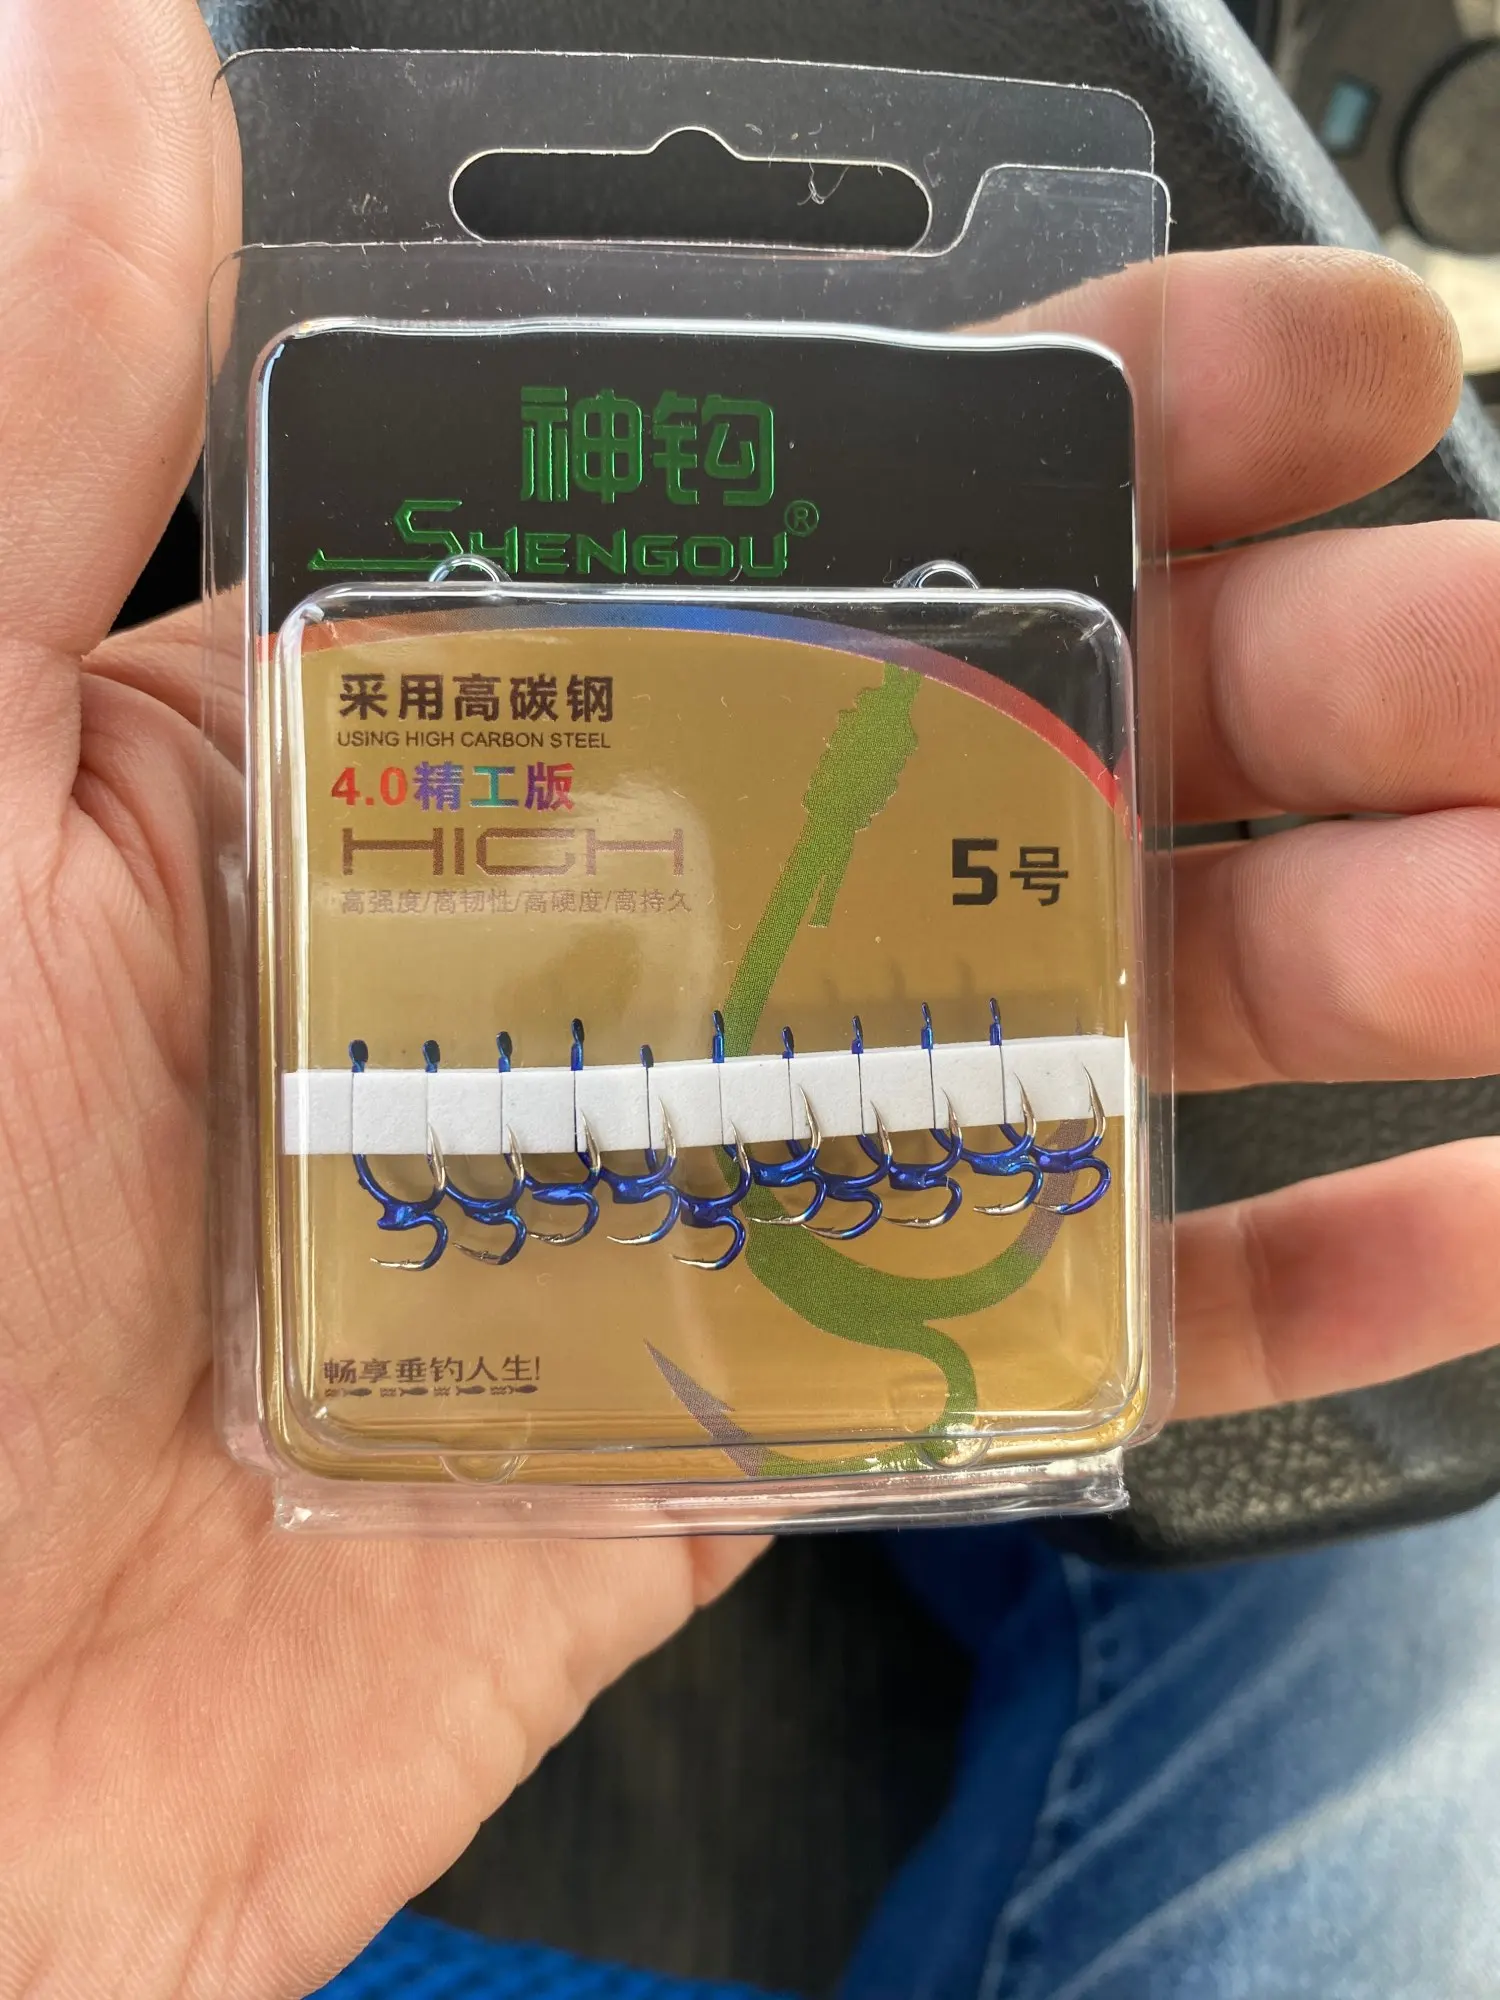 神钩
SHENGOU®
采用高碳钢
USING HIGH CARBON STEEL
4.0精工版
HIGH
5号
高强度/高韧性/高硬度/高持久
畅享垂钓人生!